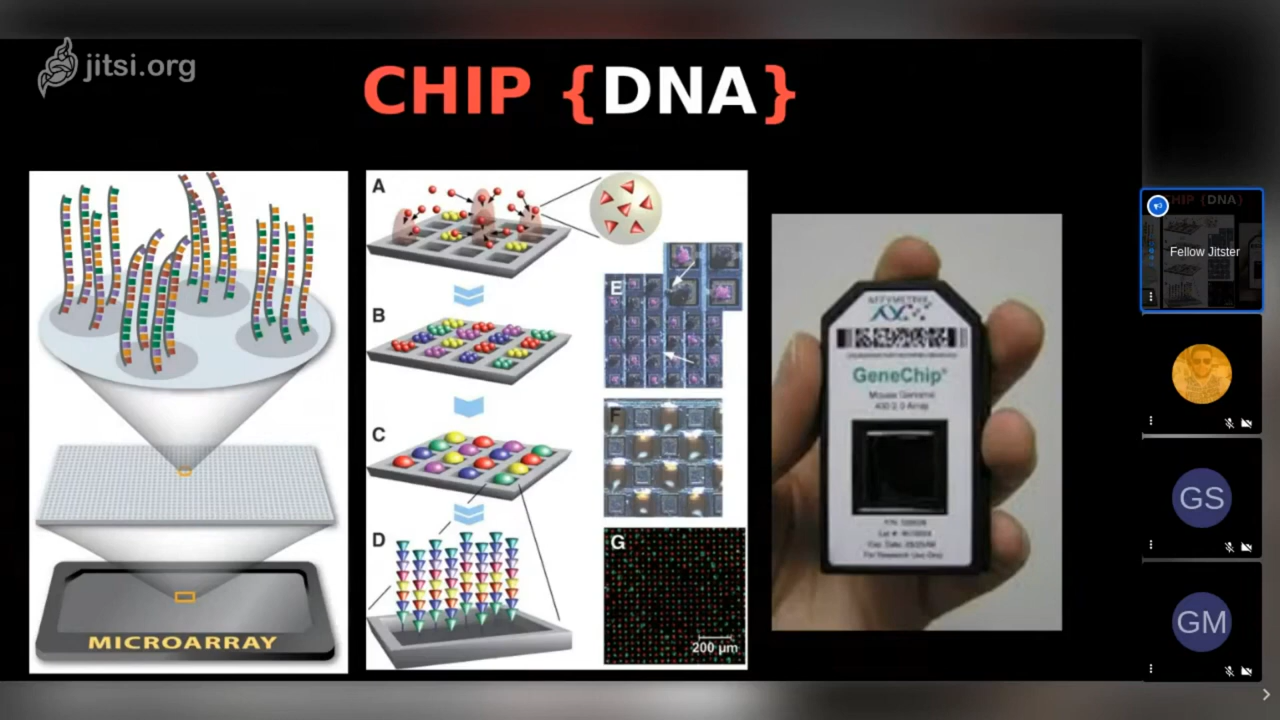 jitsi.org
CHIP {DNA}
MICROARRAY
A
B
C
D
E
F
G
200 µm
AFFYMETRIX
GeneChip®
Mouse Genome
430 2.0 Array
For Research Use Only
Fellow Jitster
GS
GM